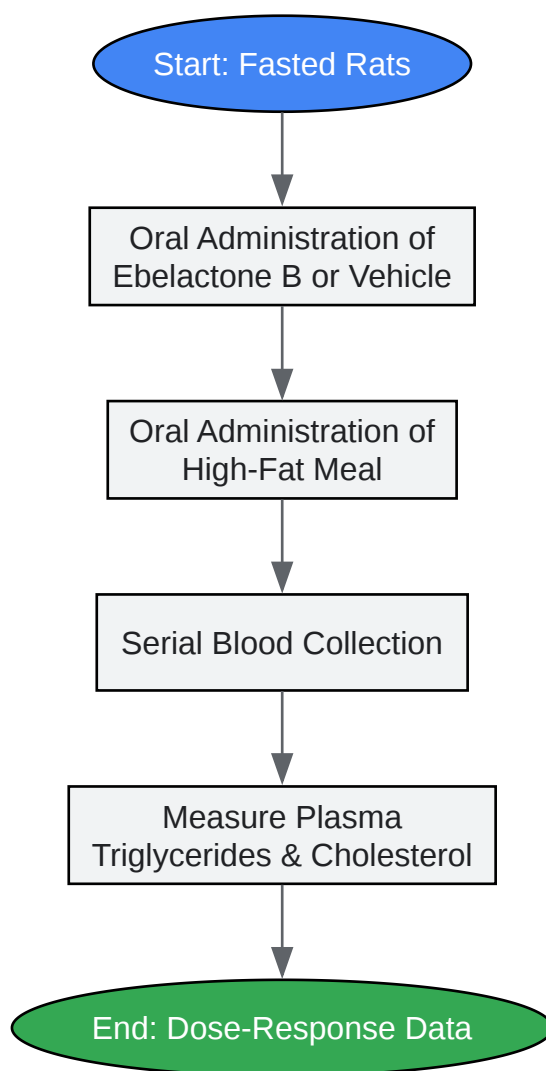 Start: Fasted Rats
Oral Administration of
Ebelactone B or Vehicle
Oral Administration of
High-Fat Meal
Serial Blood Collection
Measure Plasma
Triglycerides & Cholesterol
End: Dose-Response Data